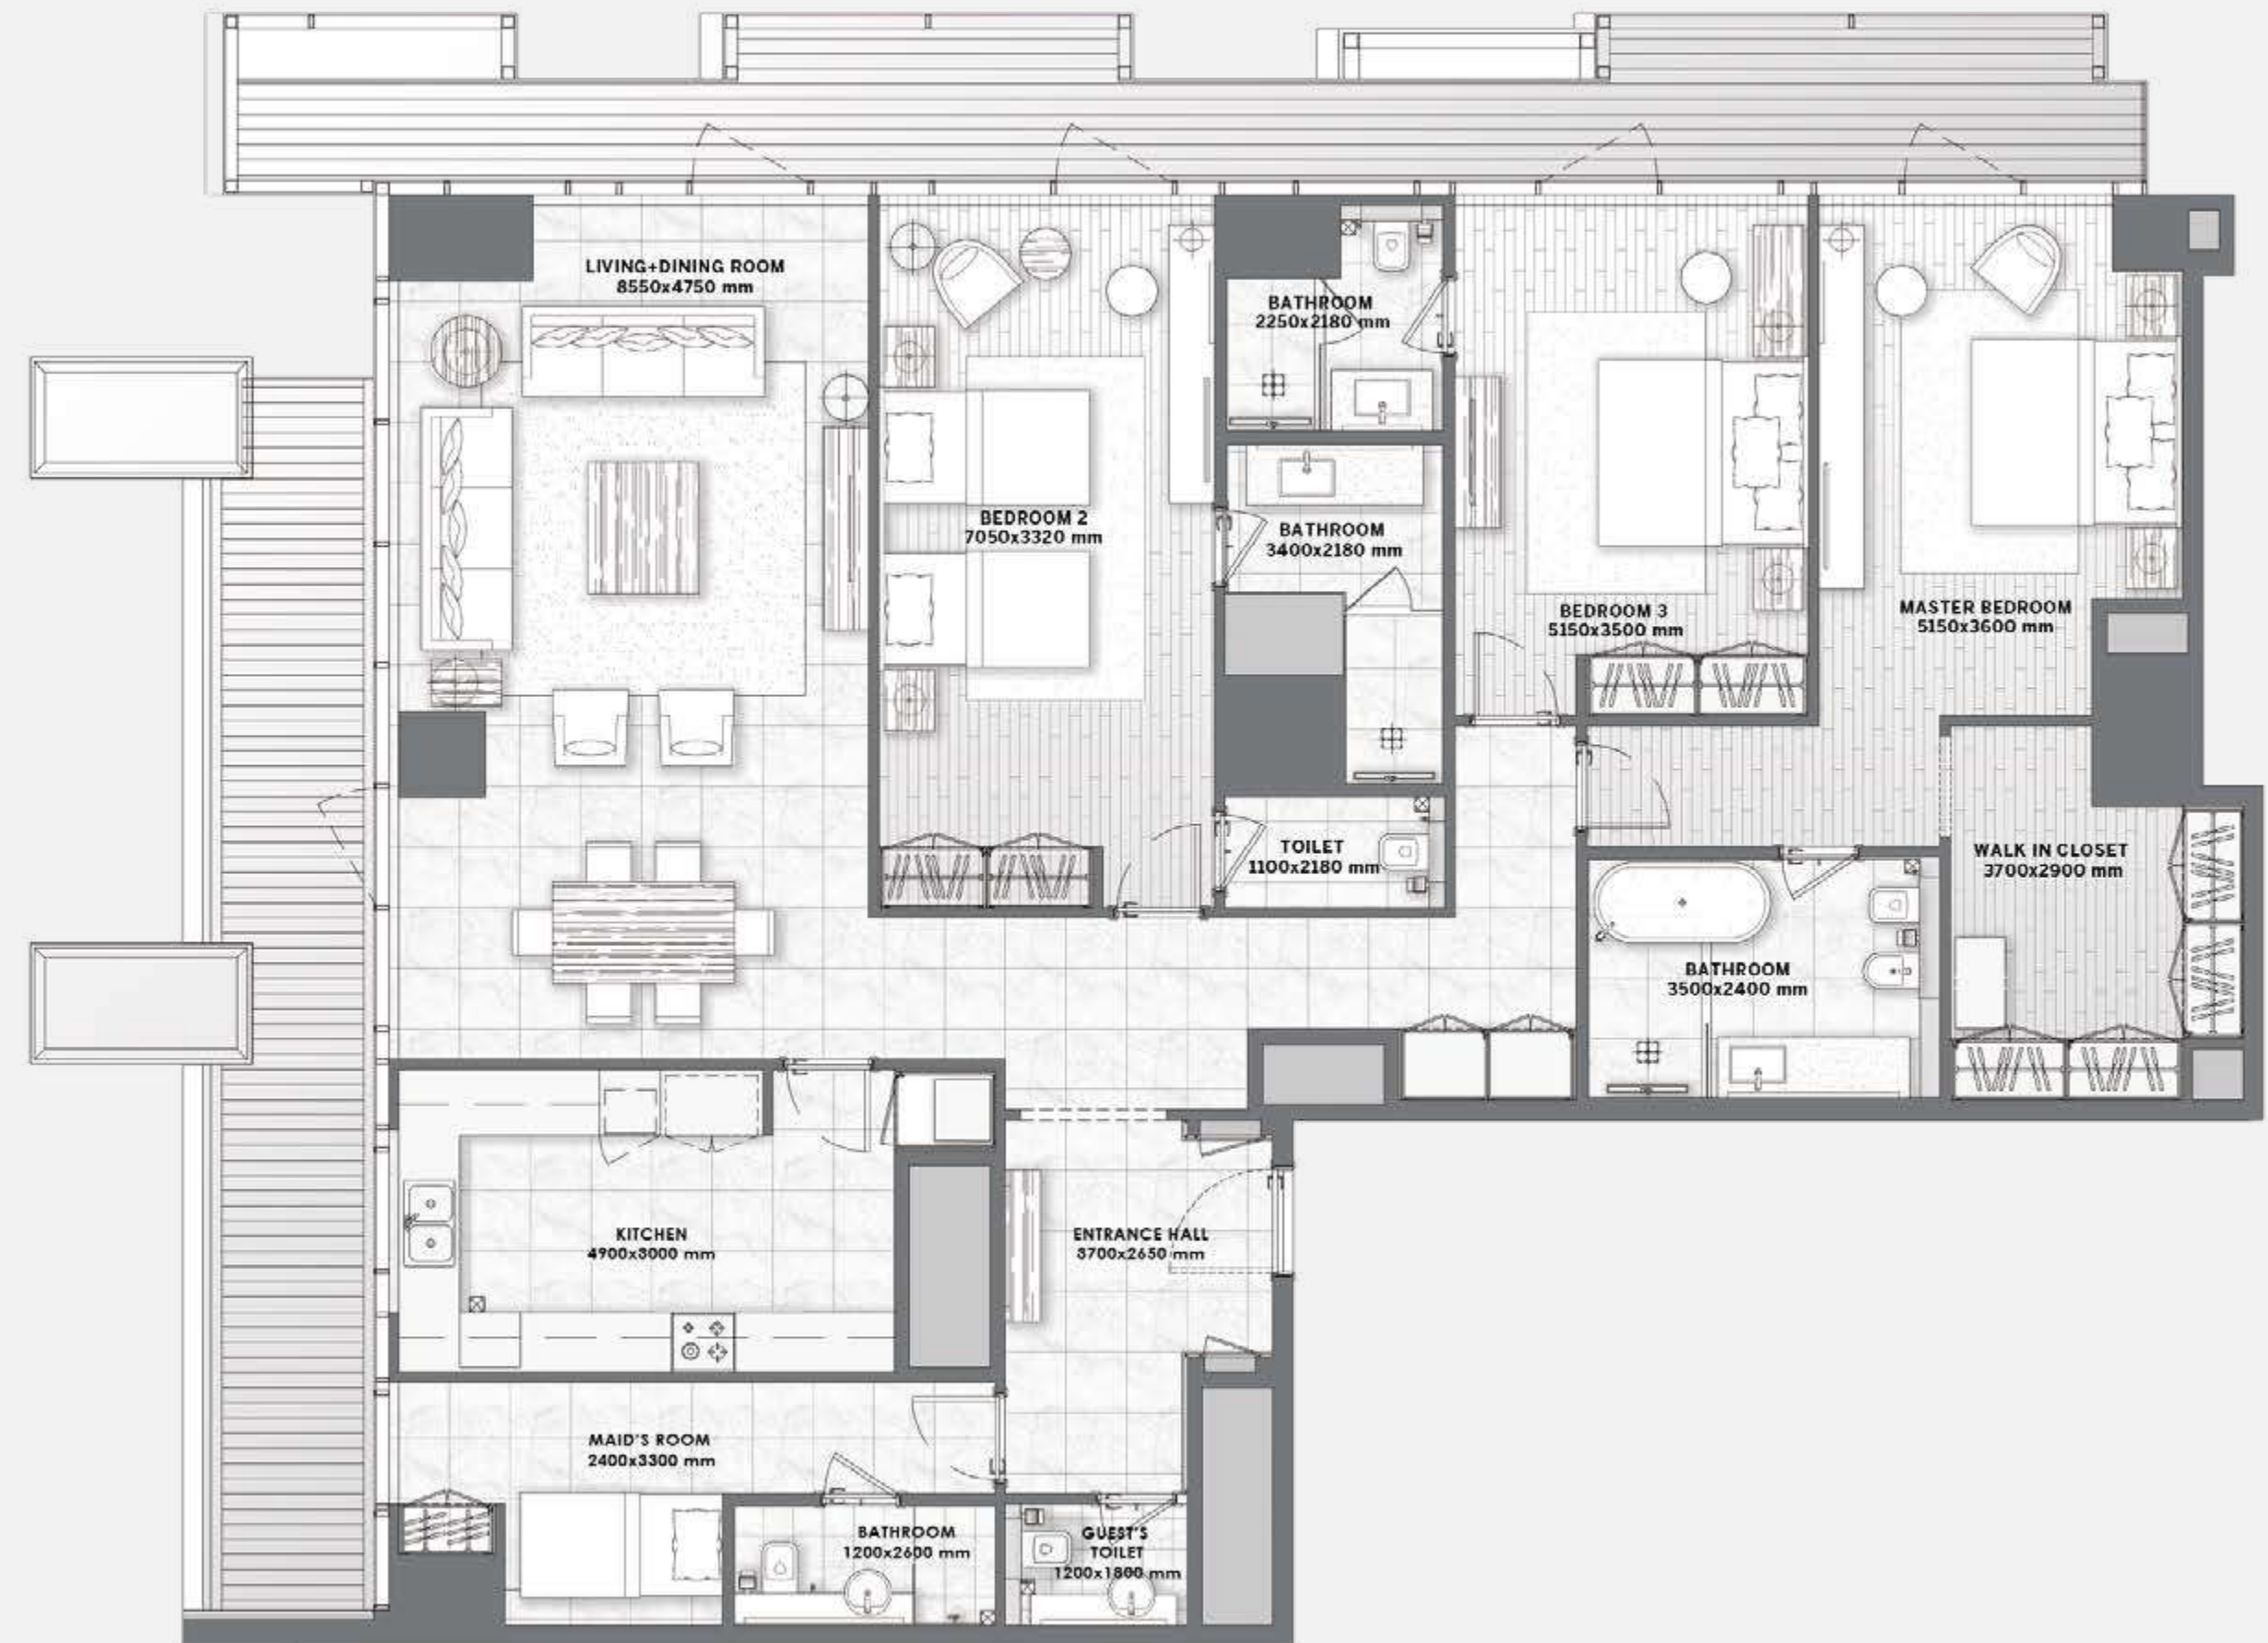 LIVING+DINING ROOM
8550x4750 mm
BATHROOM
2250x2180 mm
BEDROOM 2
7050x3320 mm
BATHROOM
3400x2180 mm
BEDROOM 3
5150x3500 mm
MASTER BEDROOM
5150x3600 mm
TOILET
1100x2180 mm
WALK IN CLOSET
3700x2900 mm
BATHROOM
3500x2400 mm
KITCHEN
4900x3000 mm
ENTRANCE HALL
3700x2650 mm
MAID'S ROOM
2400x3300 mm
BATHROOM
1200x2600 mm
GUEST'S
TOILET
1200x1800 mm